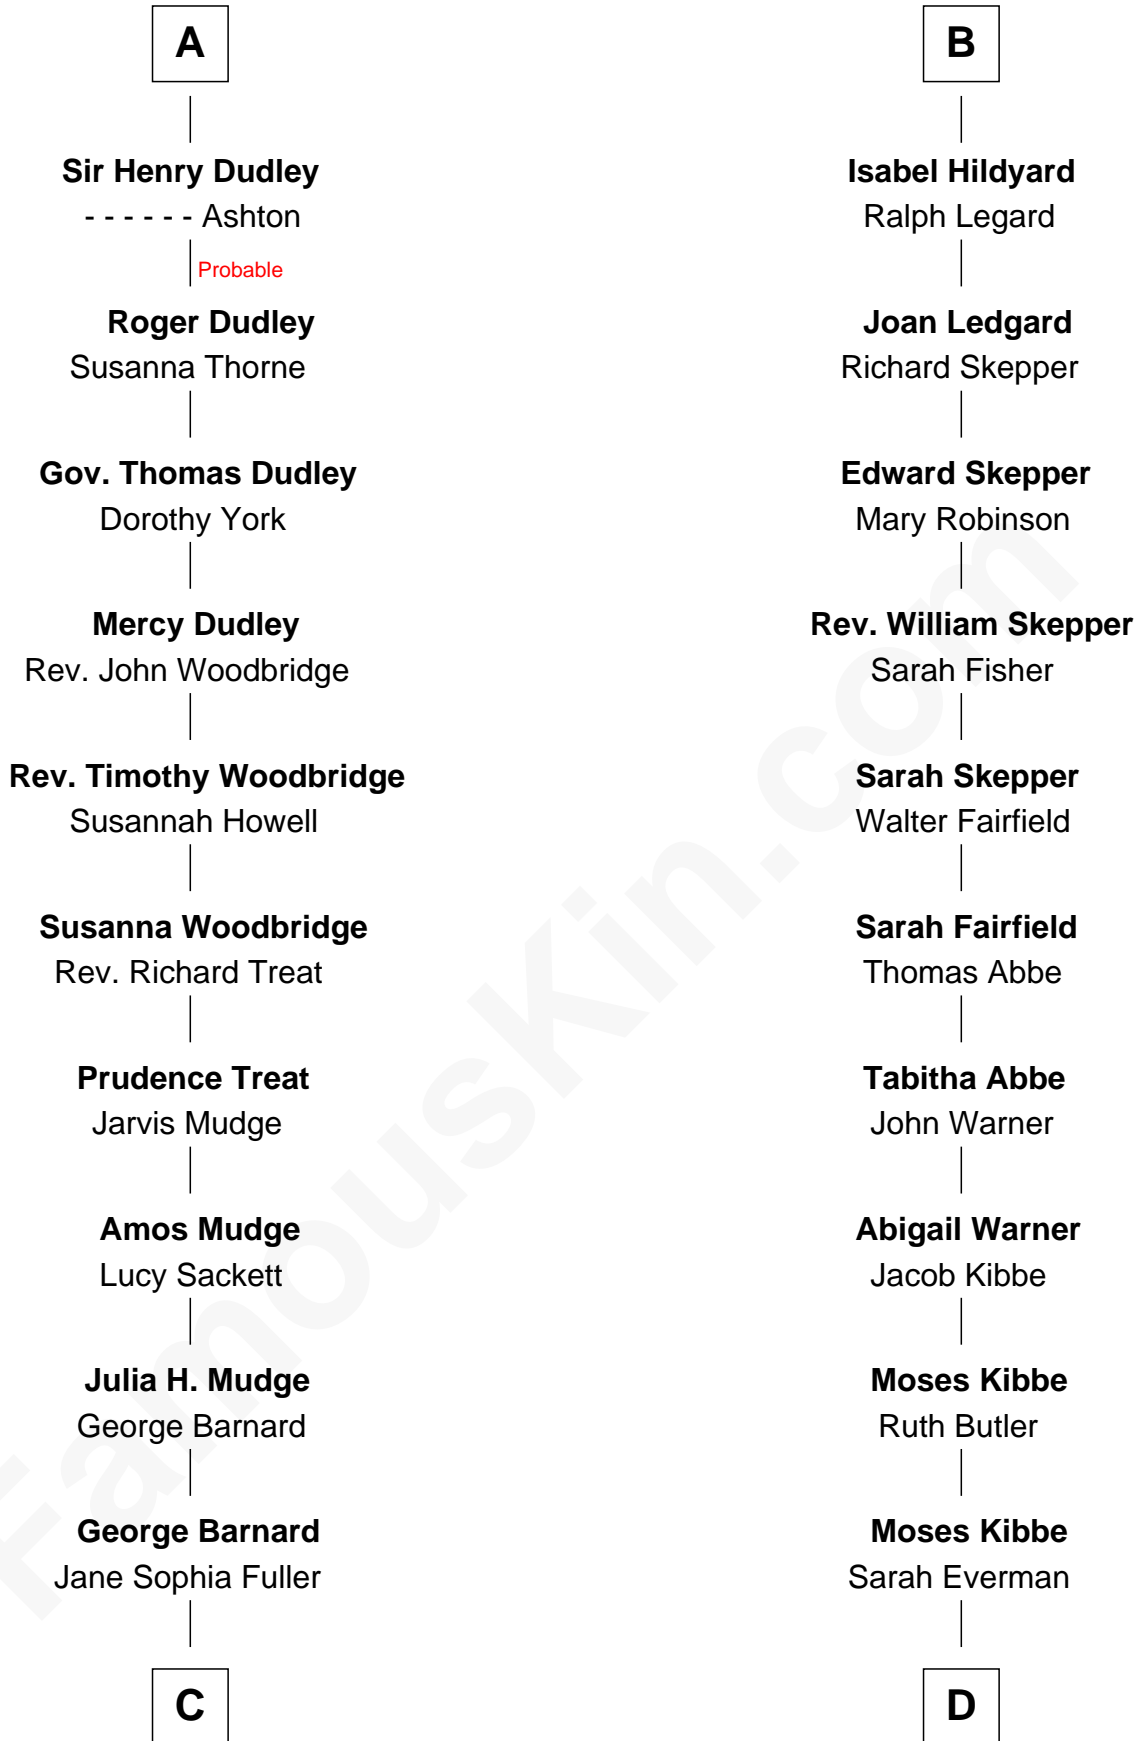 A
Sir Henry Dudley
- - - - - - Ashton
Probable
Roger Dudley
Susanna Thorne
Gov. Thomas Dudley
Dorothy York
Mercy Dudley
Rev. John Woodbridge
Rev. Timothy Woodbridge
Susannah Howell
Susanna Woodbridge
Rev. Richard Treat
Prudence Treat
Jarvis Mudge
Amos Mudge
Lucy Sackett
Julia H. Mudge
George Barnard
George Barnard
Jane Sophia Fuller
C
B
Isabel Hildyard
Ralph Legard
Joan Ledgard
Richard Skepper
Edward Skepper
Mary Robinson
Rev. William Skepper
Sarah Fisher
Sarah Skepper
Walter Fairfield
Sarah Fairfield
Thomas Abbe
Tabitha Abbe
John Warner
Abigail Warner
Jacob Kibbe
Moses Kibbe
Ruth Butler
Moses Kibbe
Sarah Everman
D
FamousKin.com